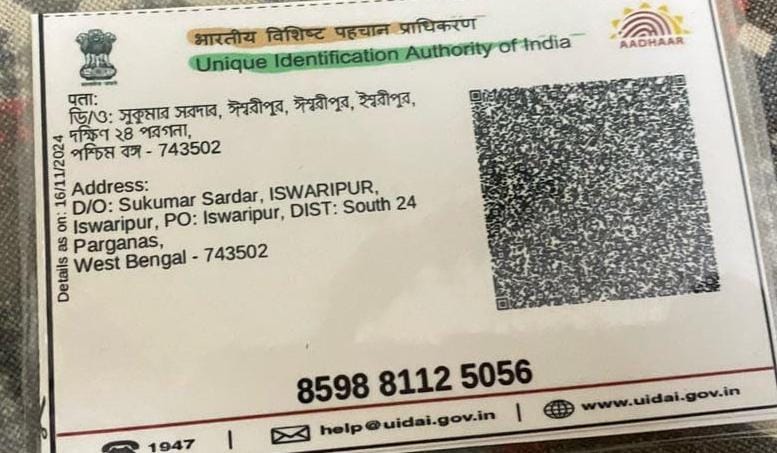 भारतीय विशिष्ट पहचान प्राधिकरण
Unique Identification Authority of India
AADHAAR
পতা:
ডি/ও: সুকুমার সরদার, ঈশ্বরীপুর, ঈশ্বরীপুর, ইশ্বরীপুর,
দক্ষিণ ২৪ পরগনা,
পশ্চিম বঙ্গ - 743502
Address:
D/O: Sukumar Sardar, ISWARIPUR,
Iswaripur, PO: Iswaripur, DIST: South 24
Parganas,
West Bengal - 743502
Details as on: 16/11/2024
8598 8112 5056
1947 | help@uidai.gov.in | www.uidai.gov.in